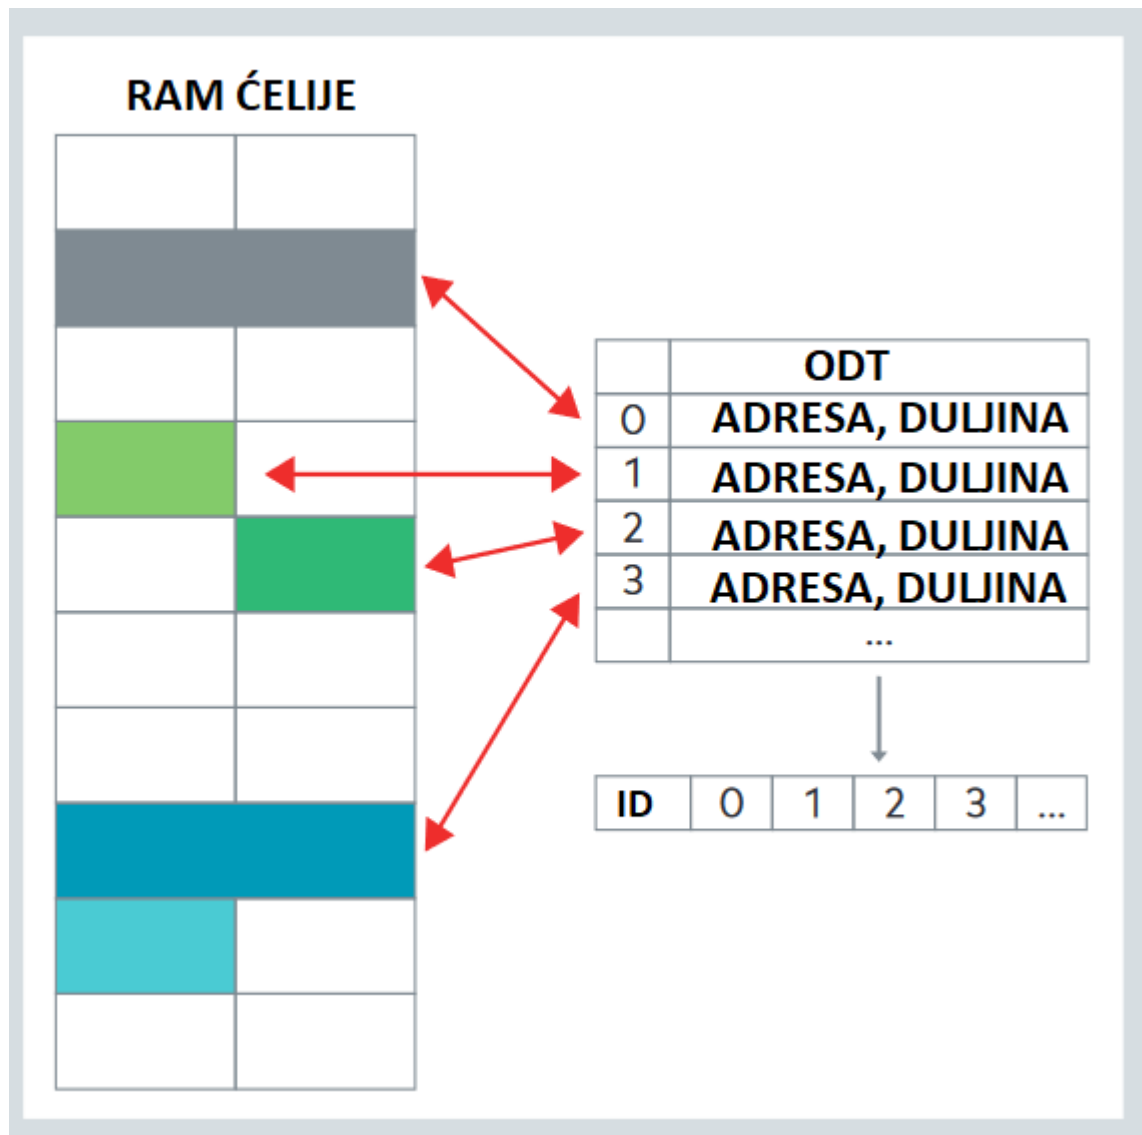 RAM ĆELIJE
ODT
0 ADRESA, DULJINA
1 ADRESA, DULJINA
2 ADRESA, DULJINA
3 ADRESA, DULJINA
...
ID 0 1 2 3 ...